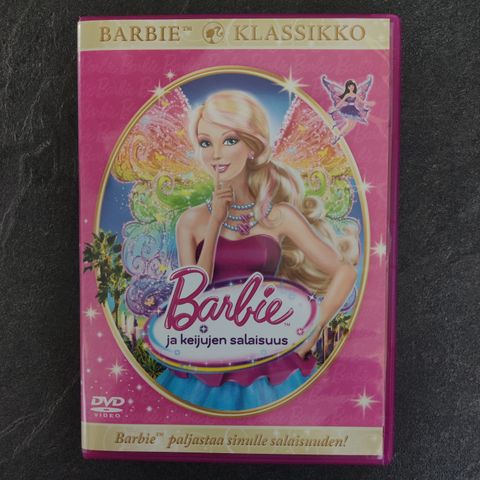 BARBIE™ KLASSIKKO
Barbie™
ja keijujen salaisuus
DVD
VIDEO
Barbie™ paljastaa sinulle salaisuuden!